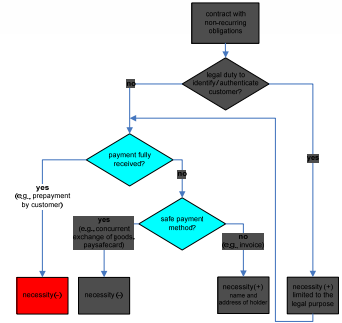 contract with
non-recurring
obligations
legal duty to
identify/authenticate
customer?
no
yes
payment fully
received?
no
yes
(e.g., prepayment
by customer)
safe payment
method?
yes
(e.g., concurrent
exchange of goods,
paysafecard)
no
(e.g., invoice)
necessity (-)
necessity (-)
necessity (+)
name and
address of holder
necessity (+)
limited to the
legal purpose